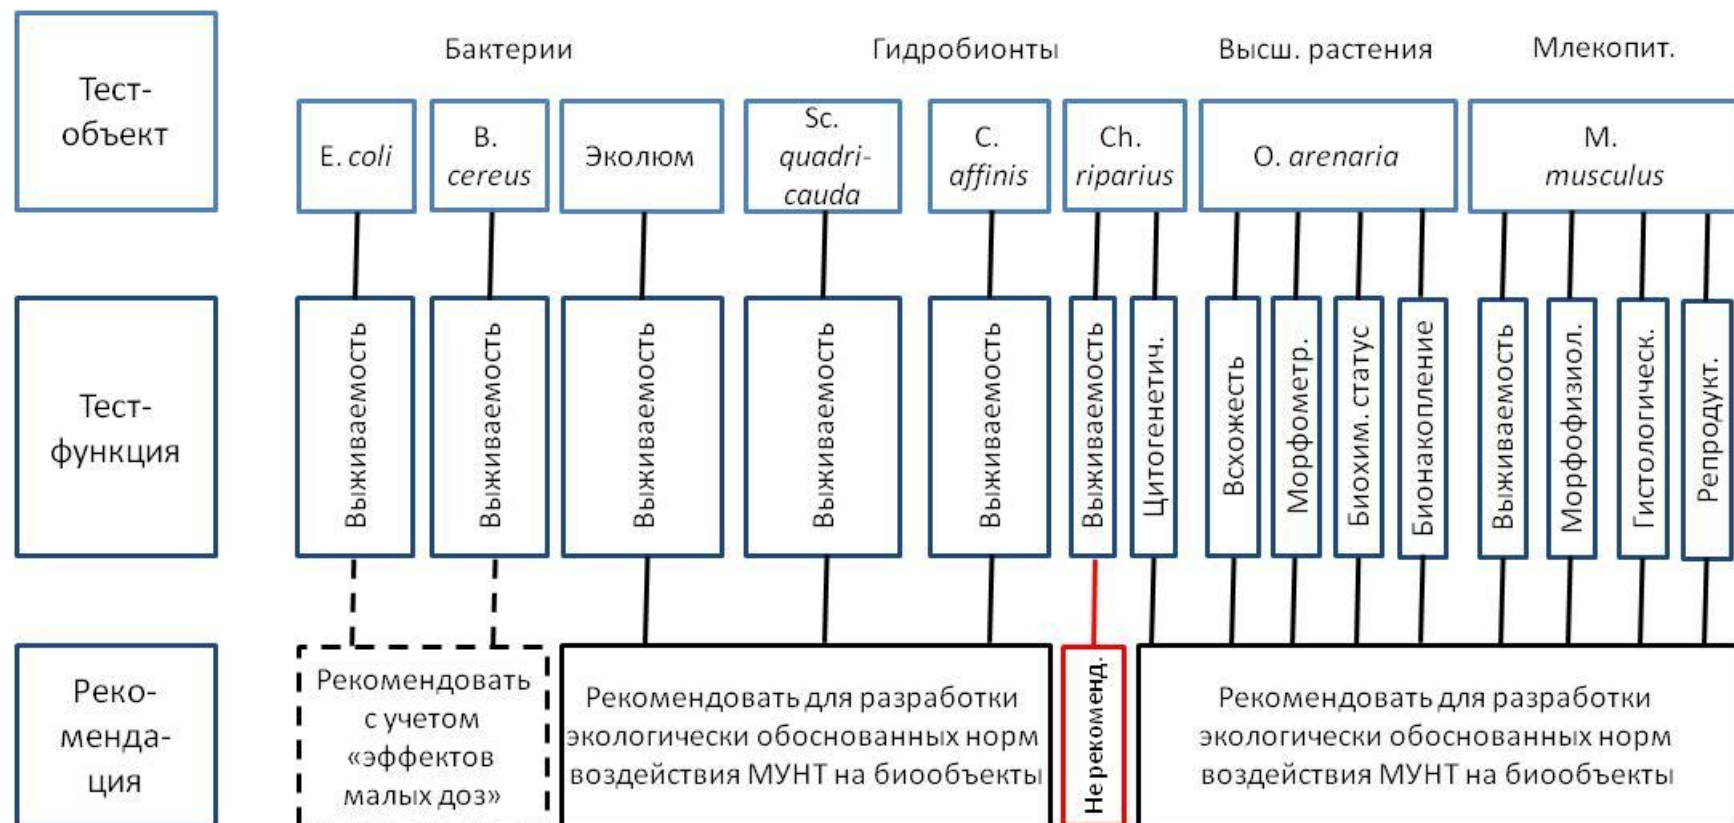 Тест-
объект
Бактерии
Гидробионты
Высш. растения
Млекопит.
E. coli
B.
cereus
Эколюм
Sc.
quadri-
cauda
C.
affinis
Ch.
riparius
O. arenaria
M.
musculus
Тест-
функция
Выживаемость
Выживаемость
Выживаемость
Выживаемость
Выживаемость
Выживаемость
Цитогенетич.
Всхожесть
Морфометр.
Биохим. статус
Бионакопление
Выживаемость
Морфофизиол.
Гистологическ.
Репродукт.
Реко-
менда-
ция
Рекомендовать
с учетом
«эффектов
малых доз»
Рекомендовать для разработки
экологически обоснованных норм
воздействия МУНТ на биообъекты
Не рекоменд.
Рекомендовать для разработки
экологически обоснованных норм
воздействия МУНТ на биообъекты